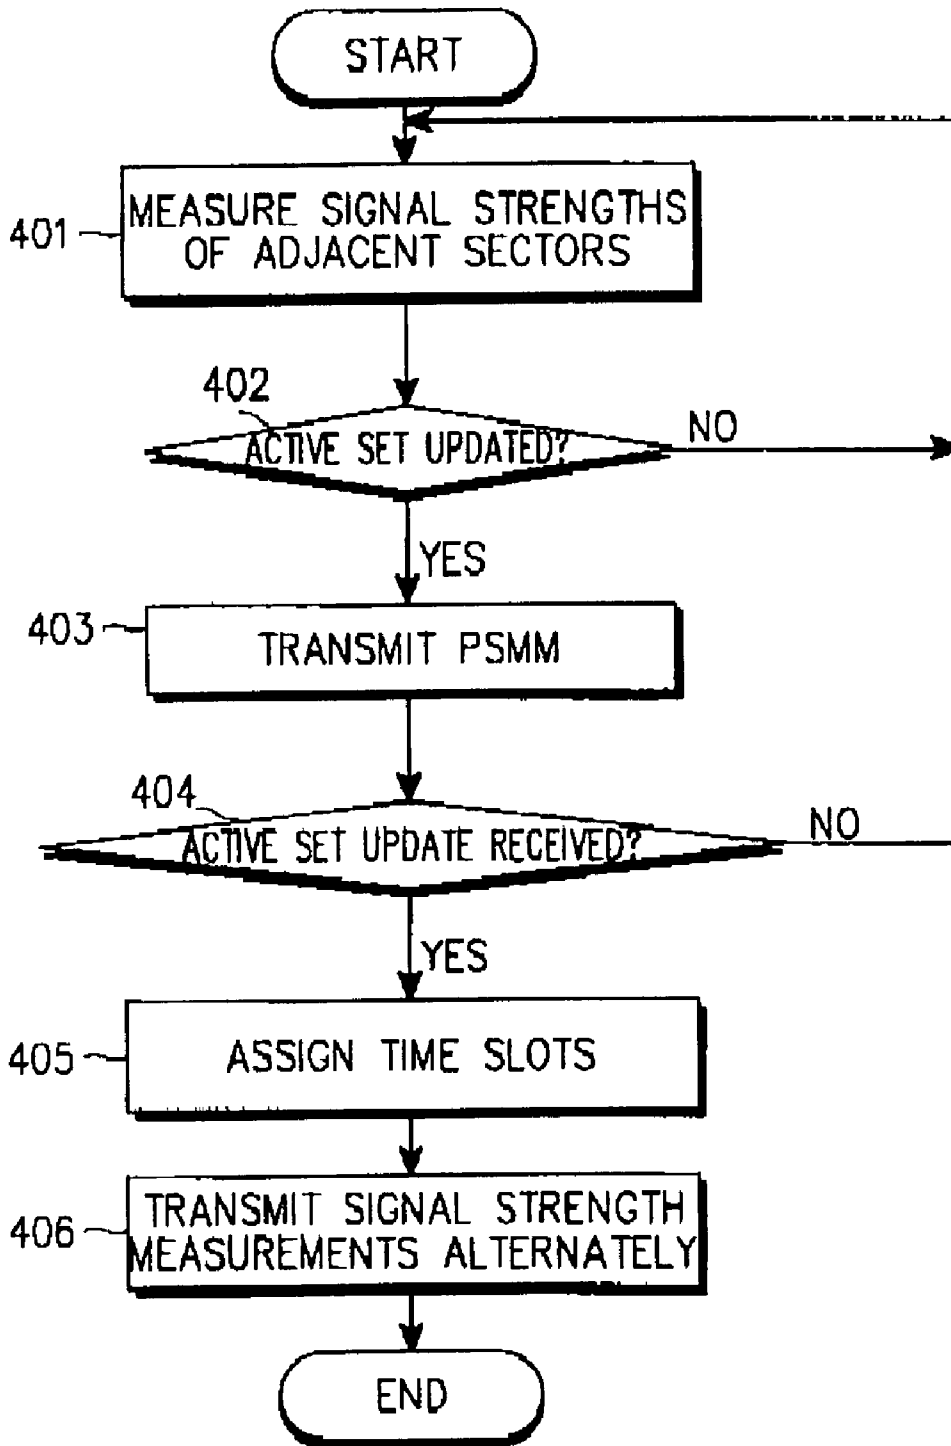 START
401
MEASURE SIGNAL STRENGTHS
OF ADJACENT SECTORS
402
ACTIVE SET UPDATED?
NO
YES
403
TRANSMIT PSMM
404
ACTIVE SET UPDATE RECEIVED?
NO
YES
405
ASSIGN TIME SLOTS
406
TRANSMIT SIGNAL STRENGTH
MEASUREMENTS ALTERNATELY
END